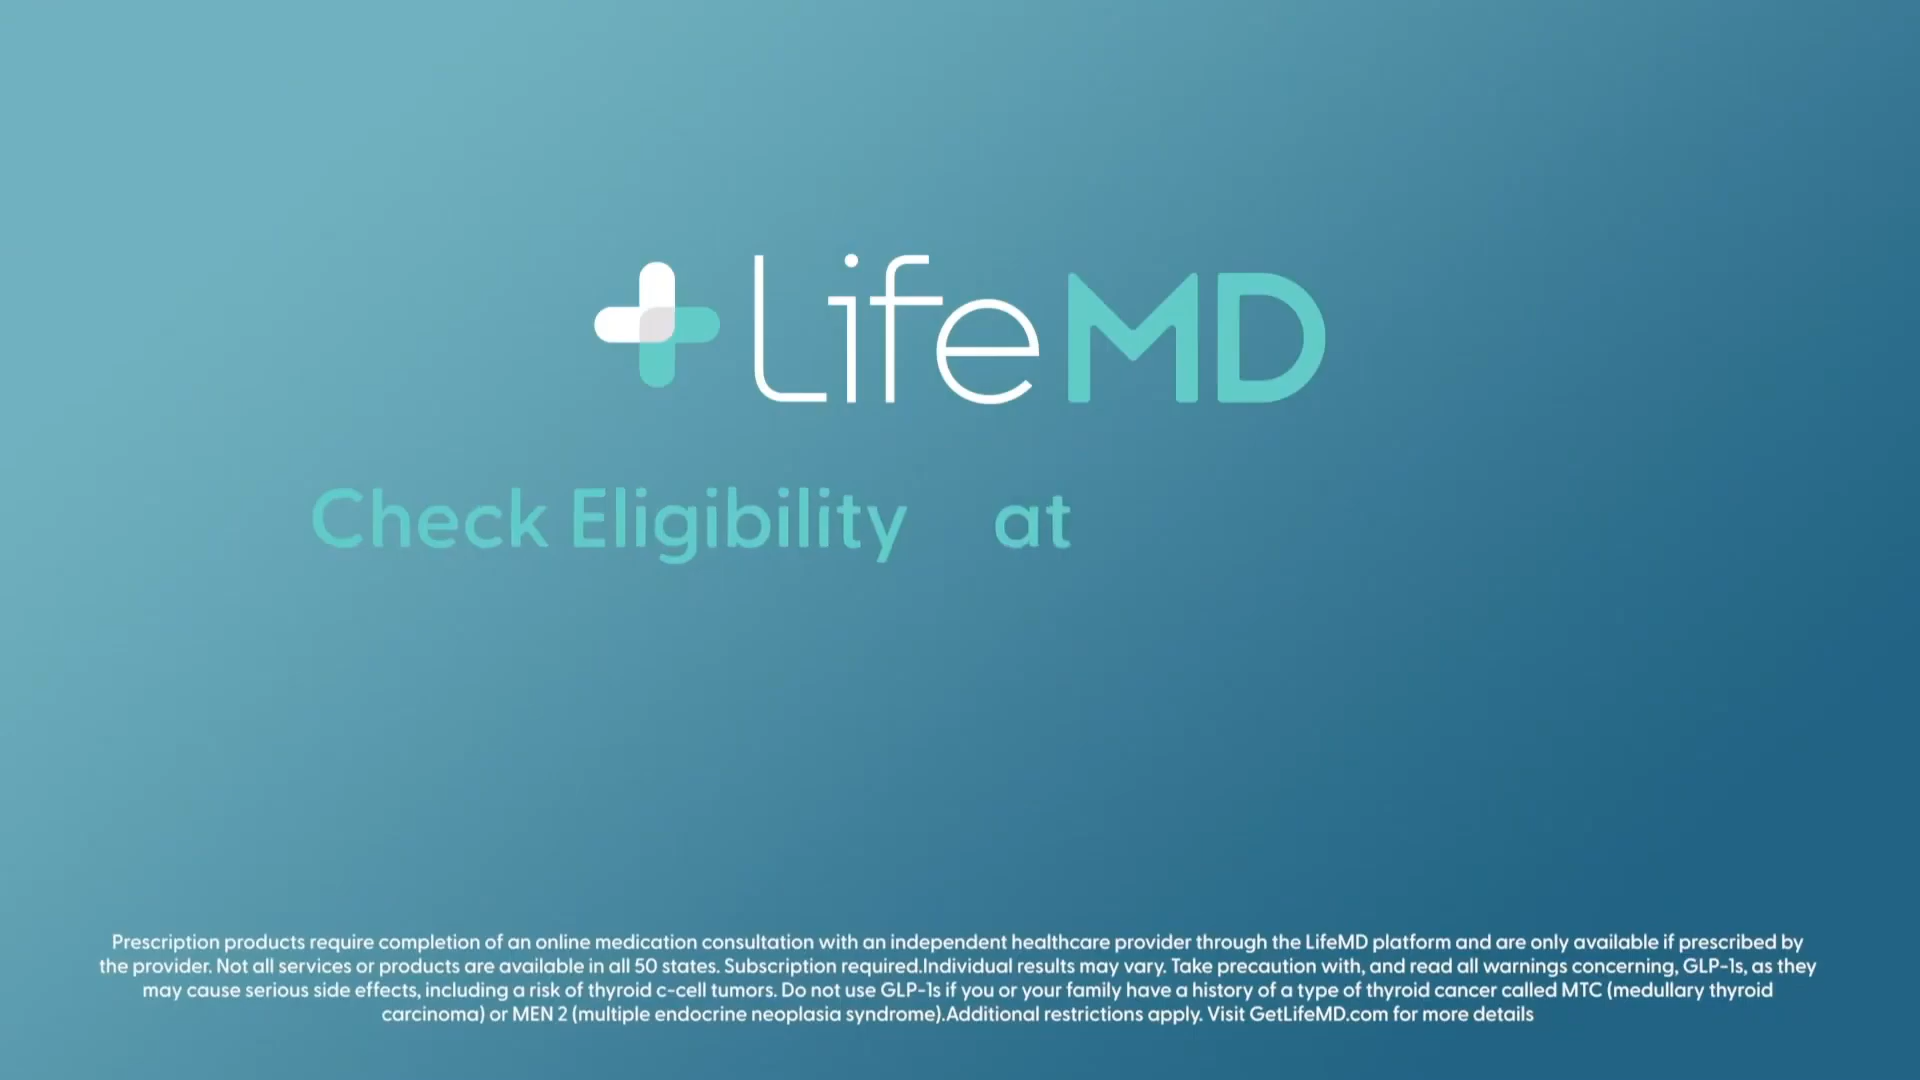 LifeMD
Check Eligibility at
Prescription products require completion of an online medication consultation with an independent healthcare provider through the LifeMD platform and are only available if prescribed by
the provider. Not all services or products are available in all 50 states. Subscription required.Individual results may vary. Take precaution with, and read all warnings concerning, GLP-1s, as they
may cause serious side effects, including a risk of thyroid c-cell tumors. Do not use GLP-1s if you or your family have a history of a type of thyroid cancer called MTC (medullary thyroid
carcinoma) or MEN 2 (multiple endocrine neoplasia syndrome).Additional restrictions apply. Visit GetLifeMD.com for more details